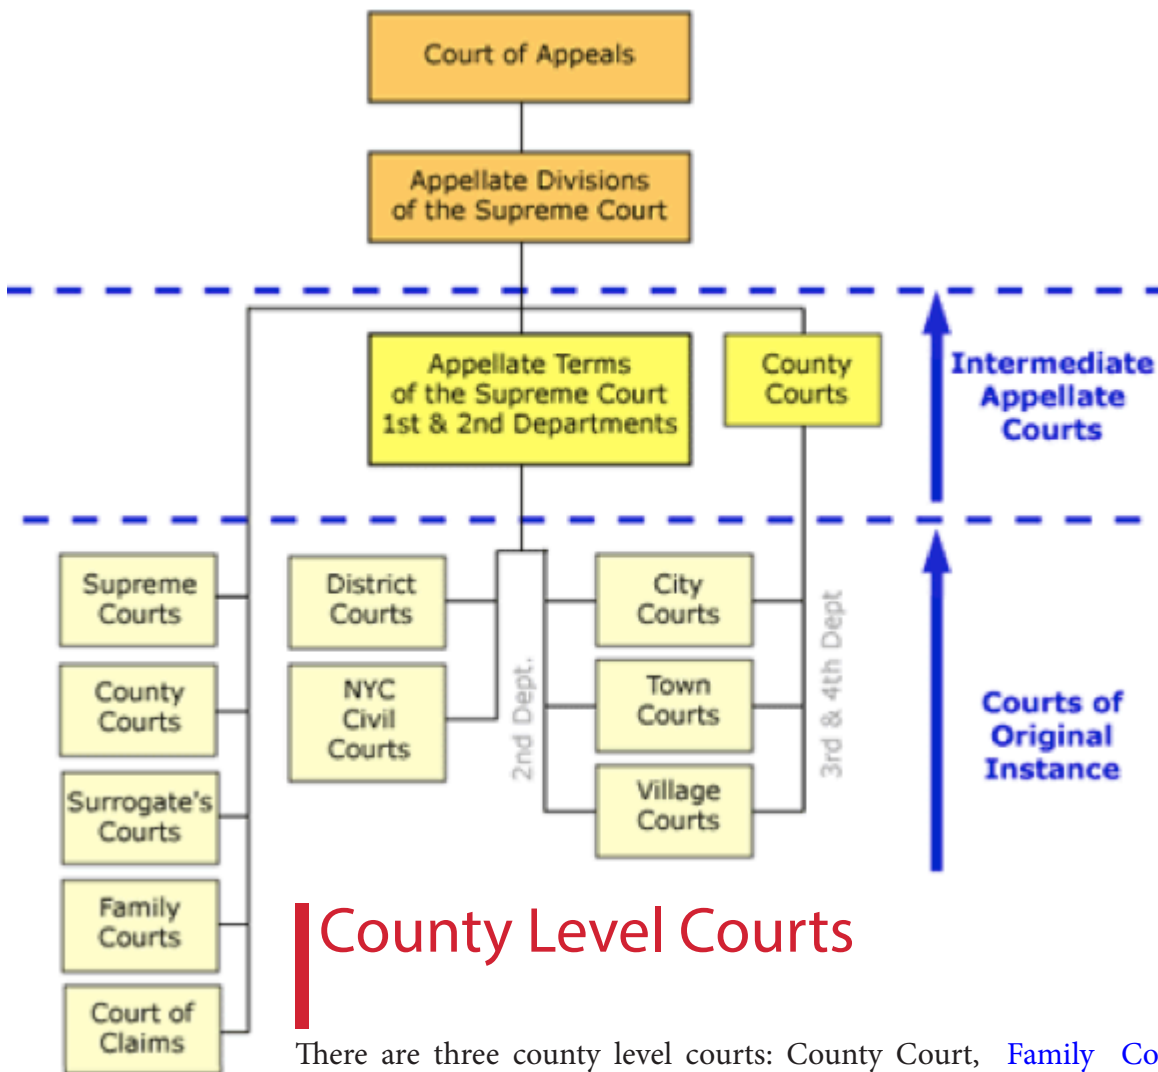 Court of Appeals
Appellate Divisions
of the Supreme Court
Appellate Terms
of the Supreme Court
1st & 2nd Departments
County
Courts
Intermediate
Appellate
Courts
Supreme
Courts
County
Courts
Surrogate's
Courts
Family
Courts
Court of
Claims
District
Courts
NYC
Civil
Courts
2nd Dept.
City
Courts
Town
Courts
Village
Courts
3rd & 4th Dept
Courts of
Original
Instance
County Level Courts
There are three county level courts: County Court, Family Co